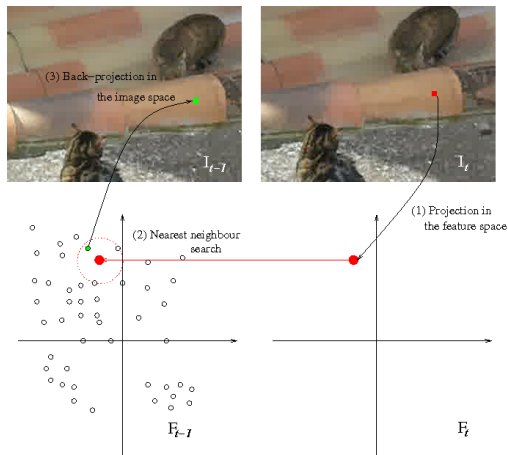 (3) Back-projection in
the image space
I_{t-1}
I_t
(1) Projection in
the feature space
(2) Nearest neighbour
search
F_{t-1}
F_t